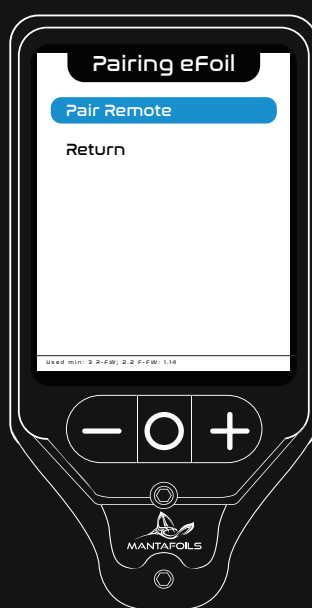 Pairing eFoil
Pair Remote
Return
Used min: 3 R-FW; 2.2 F-FW: 1.14
MANTAFOILS